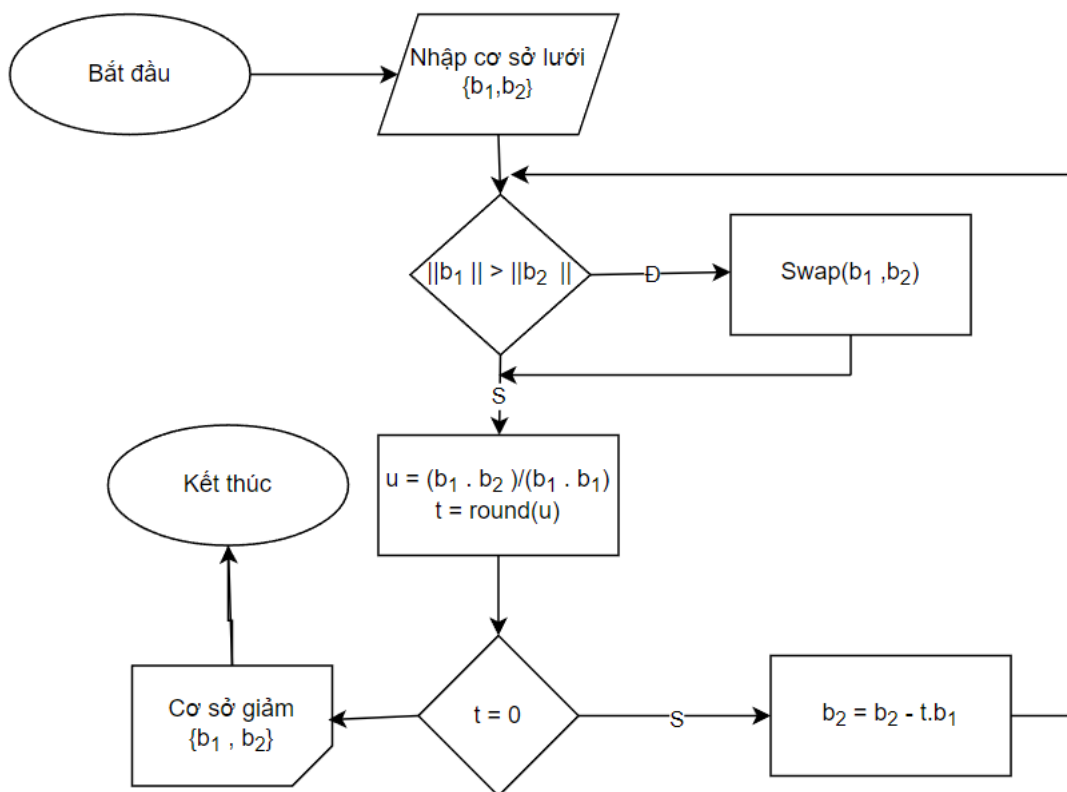 Bắt đầu
Nhập cơ sở lưới
{b₁,b₂}
||b₁ || > ||b₂ ||
Đ
Swap(b₁ ,b₂)
S
u = (b₁ . b₂ )/(b₁ . b₁)
t = round(u)
Kết thúc
Cơ sở giảm
{b₁ , b₂}
t = 0
S
b₂ = b₂ - t.b₁